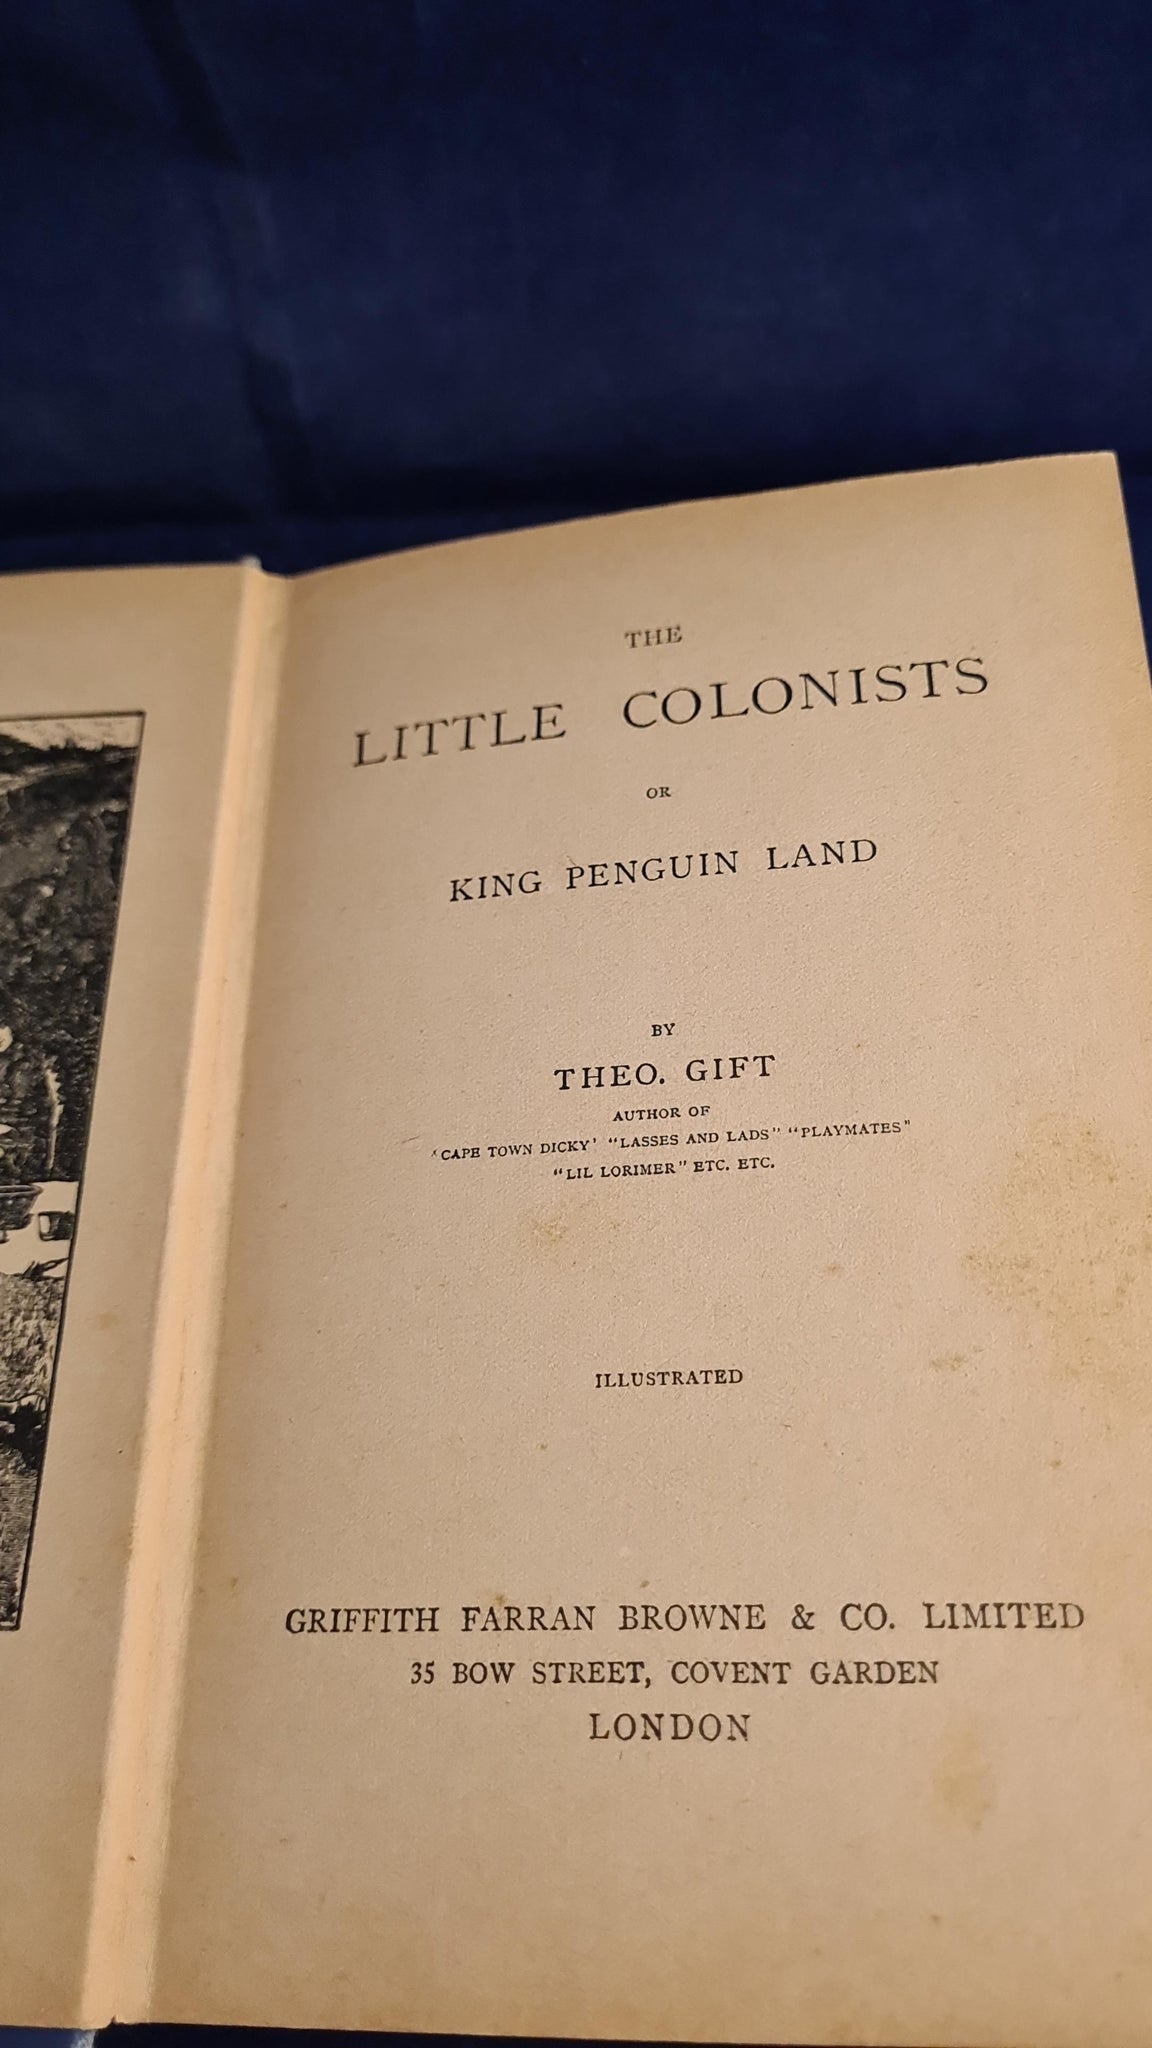 THE
LITTLE COLONISTS
OR
KING PENGUIN LAND
BY
THEO. GIFT
AUTHOR OF
'CAPE TOWN DICKY' "LASSES AND LADS" "PLAYMATES"
"LIL LORIMER" ETC. ETC.
ILLUSTRATED
GRIFFITH FARRAN BROWNE & CO. LIMITED
35 BOW STREET, COVENT GARDEN
LONDON